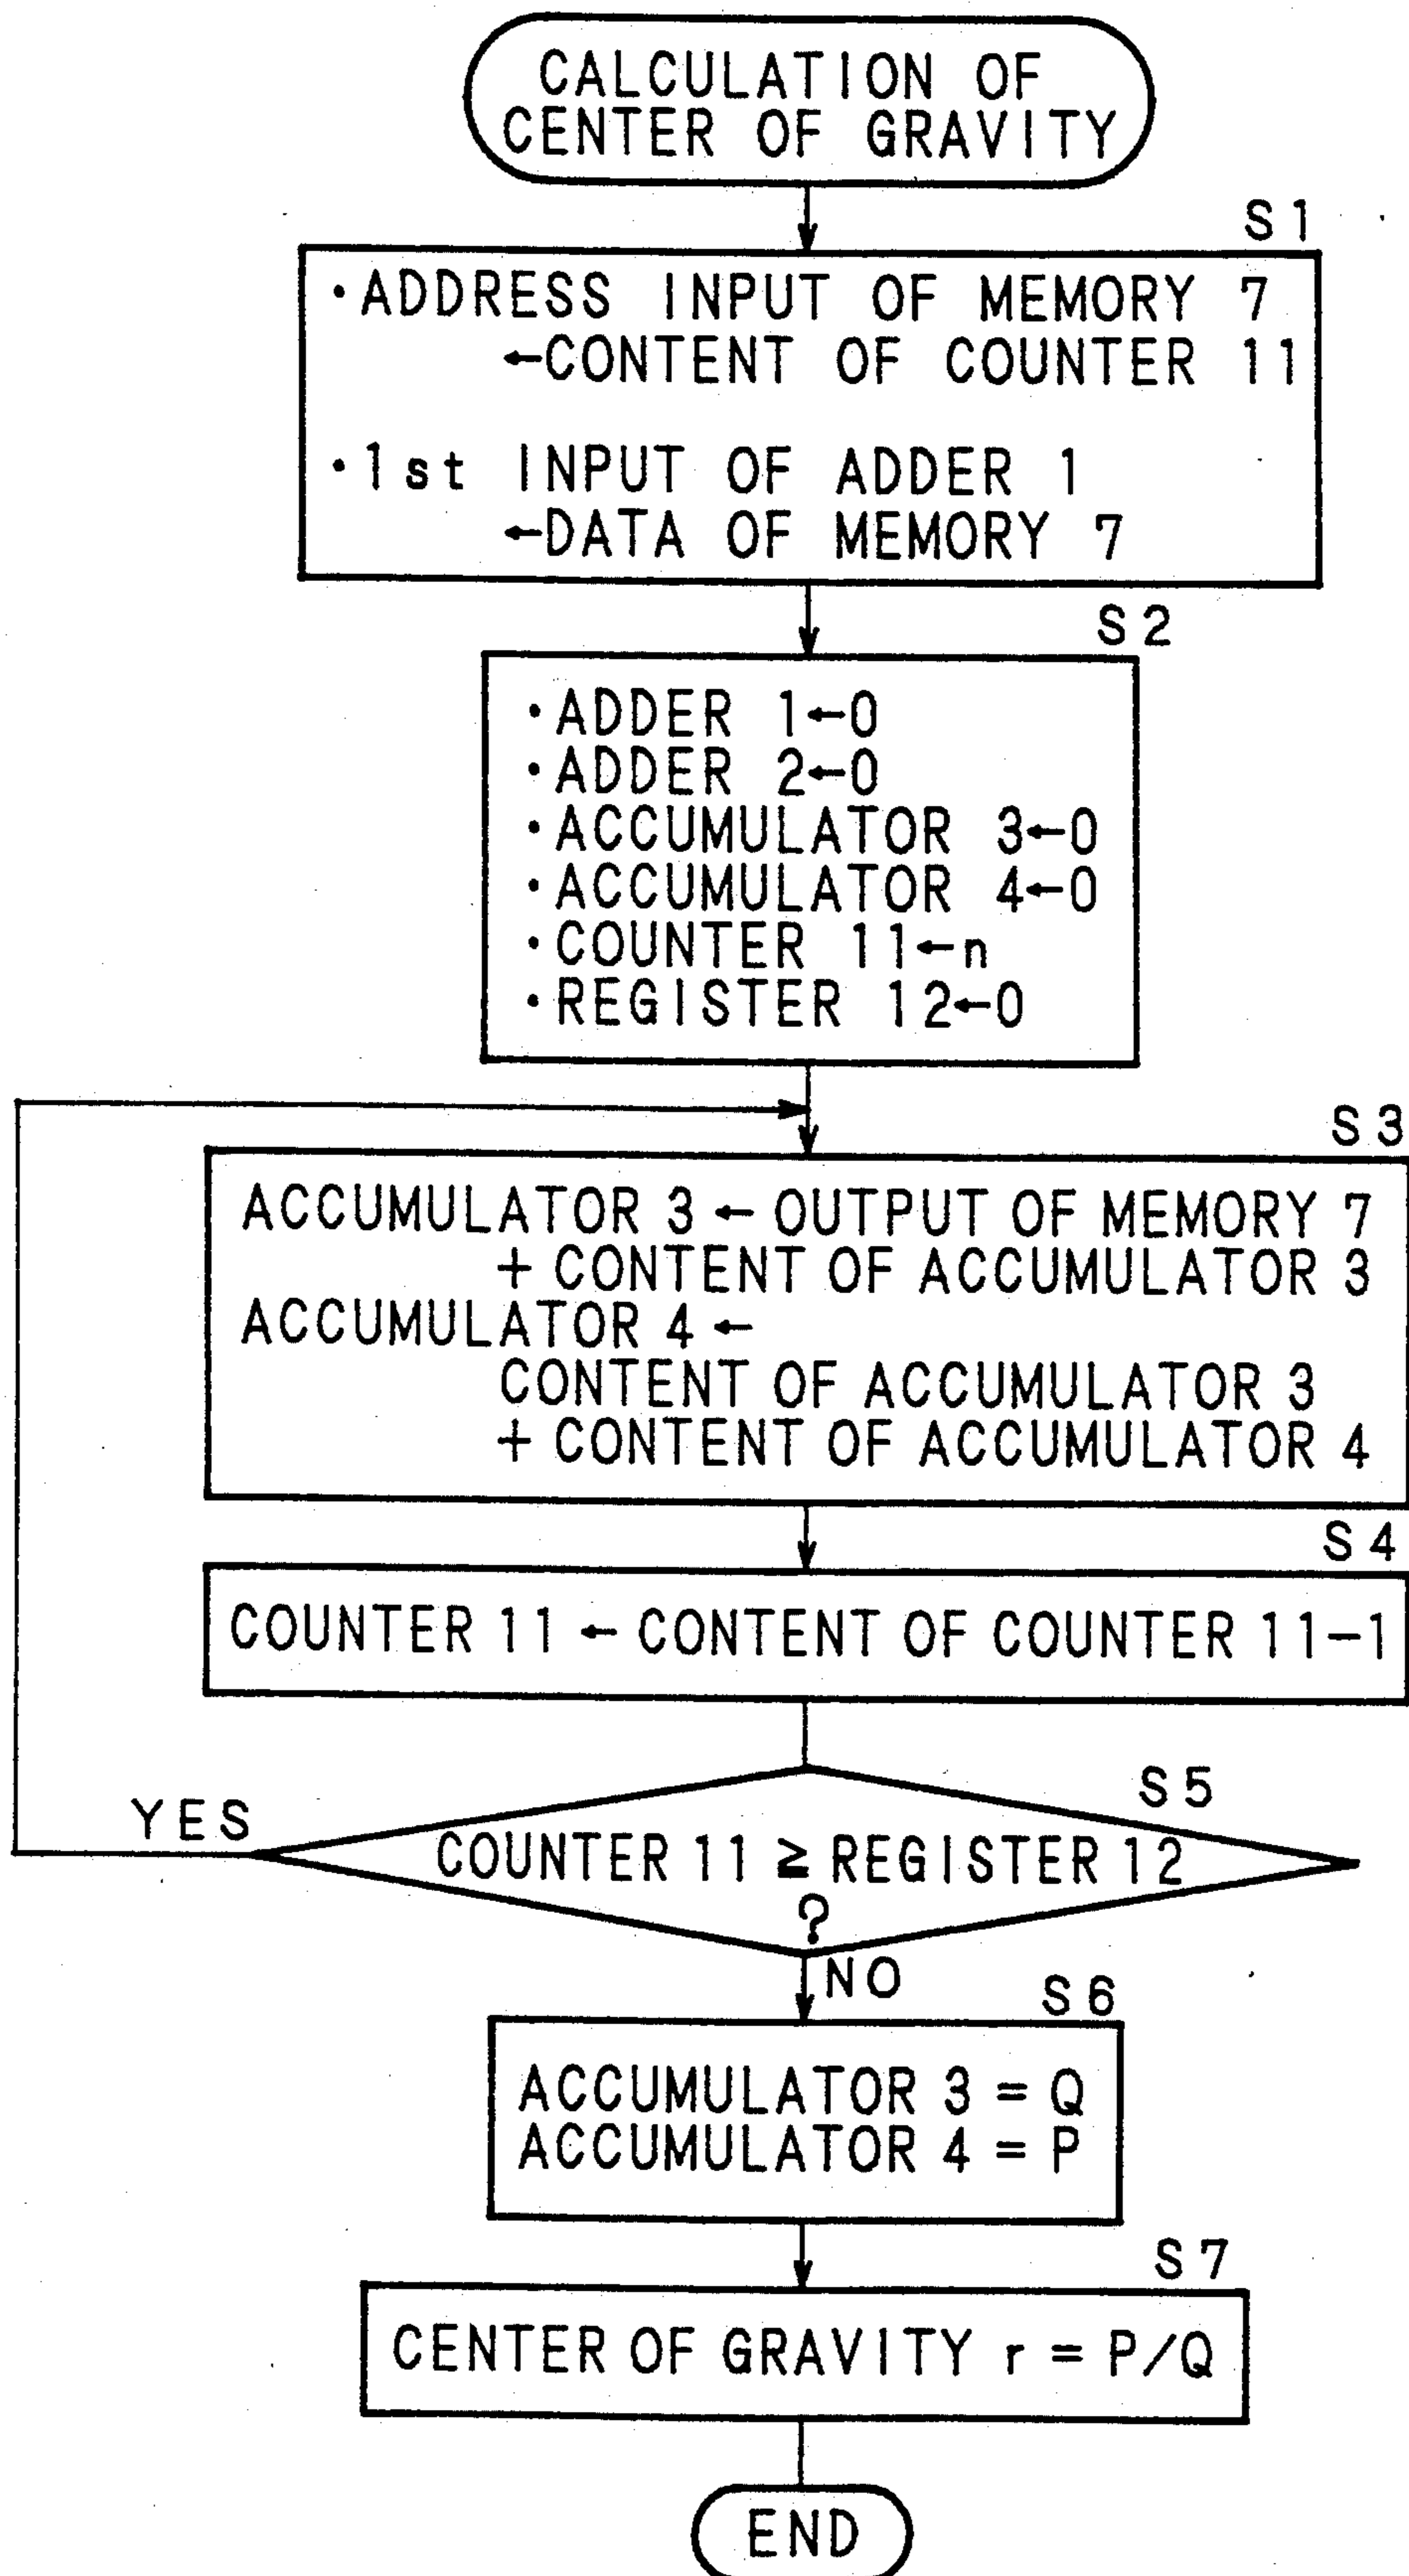 CALCULATION OF
CENTER OF GRAVITY
S1
·ADDRESS INPUT OF MEMORY 7
←CONTENT OF COUNTER 11
·1st INPUT OF ADDER 1
←DATA OF MEMORY 7
S2
·ADDER 1←0
·ADDER 2←0
·ACCUMULATOR 3←0
·ACCUMULATOR 4←0
·COUNTER 11←n
·REGISTER 12←0
S3
ACCUMULATOR 3 ← OUTPUT OF MEMORY 7
+ CONTENT OF ACCUMULATOR 3
ACCUMULATOR 4 ←
CONTENT OF ACCUMULATOR 3
+ CONTENT OF ACCUMULATOR 4
S4
COUNTER 11 ← CONTENT OF COUNTER 11-1
S5
YES
COUNTER 11 ≧ REGISTER 12
?
NO
S6
ACCUMULATOR 3 = Q
ACCUMULATOR 4 = P
S7
CENTER OF GRAVITY r = P/Q
END